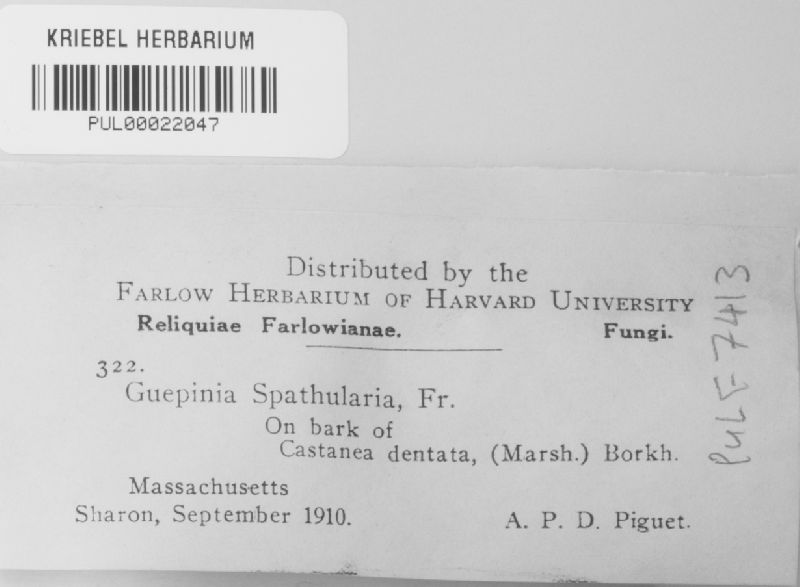 KRIEBEL HERBARIUM
PUL00022047
Distributed by the
FARLOW HERBARIUM OF HARVARD UNIVERSITY
Reliquiae Farlowianae. Fungi.
322.
Guepinia Spathularia, Fr.
On bark of
Castanea dentata, (Marsh.) Borkh.
Massachusetts
Sharon, September 1910. A. P. D. Piguet.
PUL F 7413